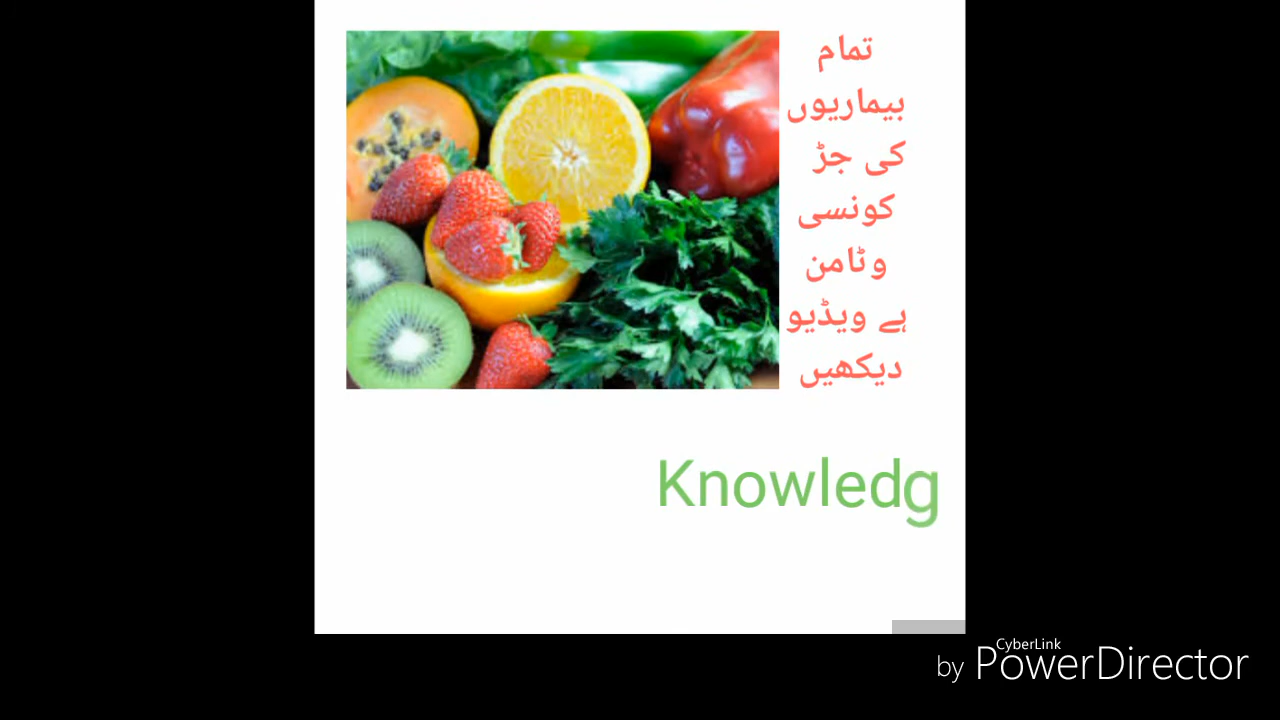 تمام
بیماریوں
کی جڑ
کونسی
وٹامن
ہے ویڈیو
دیکھیں
Knowledg
CyberLink
by PowerDirector